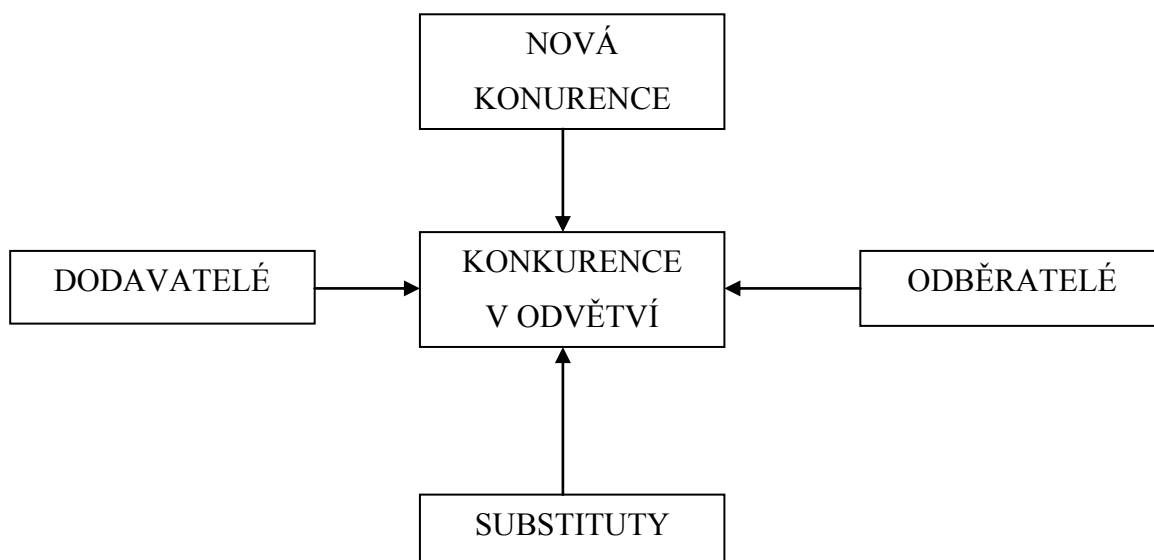 NOVÁ
KONURENCE
DODAVATELÉ
KONKURENCE
V ODVĚTVÍ
ODBĚRATELÉ
SUBSTITUTY